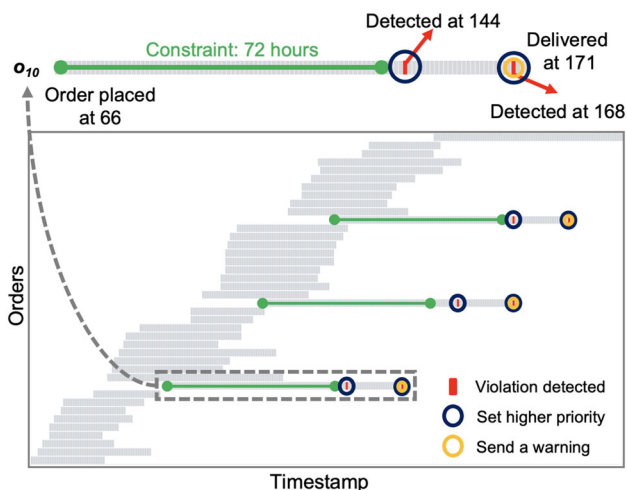 Detected at 144
Constraint: 72 hours
Delivered
at 171
o10
Order placed
at 66
Detected at 168
Orders
Violation detected
Set higher priority
Send a warning
Timestamp